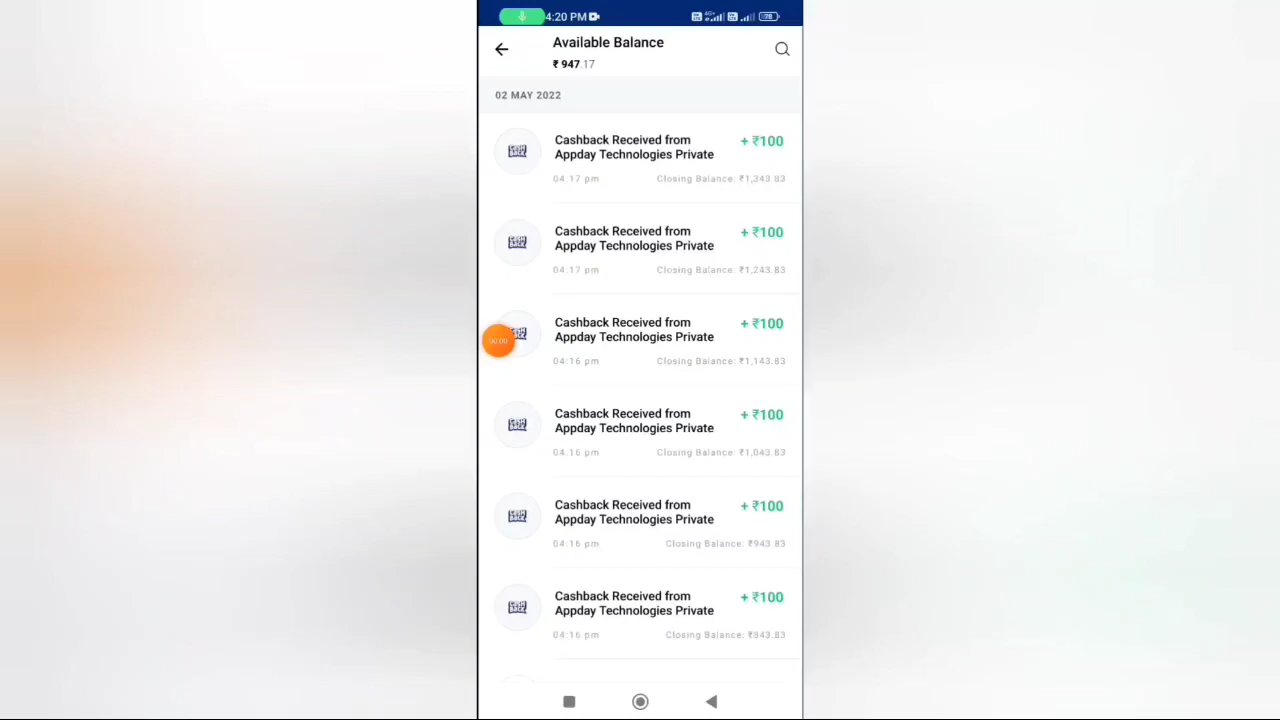 4:20 PM
4G+
78
Available Balance
₹ 947.17
02 MAY 2022
Cashback Received from
Appday Technologies Private
+ ₹100
04.17 pm
Closing Balance: ₹1,343.83
Cashback Received from
Appday Technologies Private
+ ₹100
04:17 pm
Closing Balance: ₹1,243.83
Cashback Received from
Appday Technologies Private
+ ₹100
04:16 pm
Closing Balance: ₹1,143.83
00:00
Cashback Received from
Appday Technologies Private
+ ₹100
04.16 pm
Closing Balance: ₹1,043.83
Cashback Received from
Appday Technologies Private
+ ₹100
04:16 pm
Closing Balance: ₹943.83
Cashback Received from
Appday Technologies Private
+ ₹100
04:16 pm
Closing Balance: ₹843.83